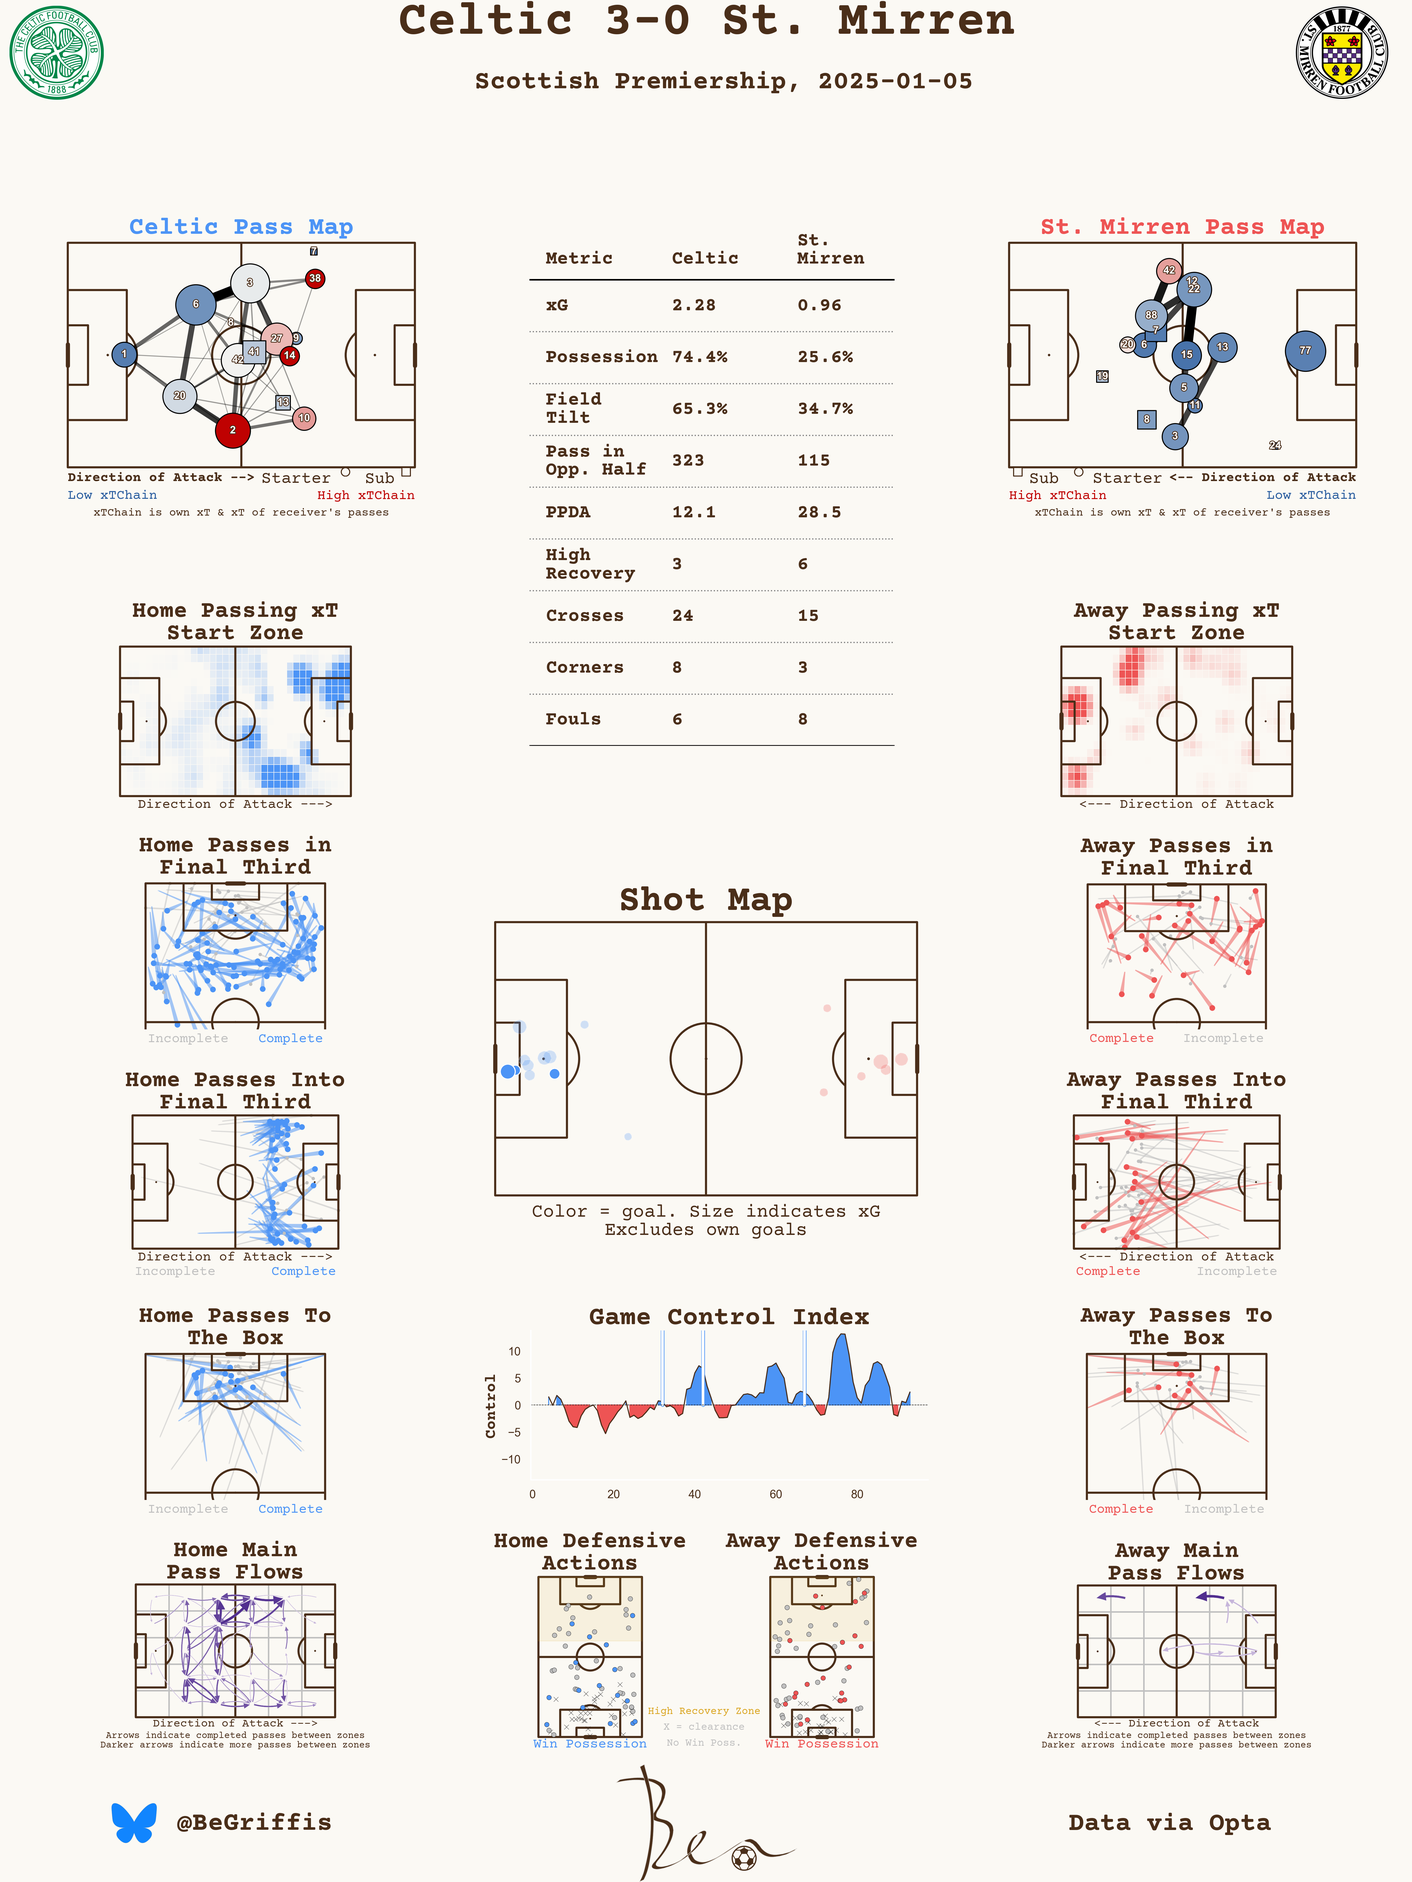 Celtic 3-0 St. Mirren
Scottish Premiership, 2025-01-05
THE CELTIC FOOTBALL CLUB
1888
1877
ST. MIRREN FOOTBALL CLUB
Celtic Pass Map
7
38
3
6
8
27
9
1
42
41
14
20
13
10
2
Direction of Attack --> Starter Sub
Low xTChain High xTChain
xTChain is own xT & xT of receiver's passes
Metric Celtic St. Mirren
xG 2.28 0.96
Possession 74.4% 25.6%
Field Tilt 65.3% 34.7%
Pass in Opp. Half 323 115
PPDA 12.1 28.5
High Recovery 3 6
Crosses 24 15
Corners 8 3
Fouls 6 8
St. Mirren Pass Map
42
12
22
88
7
20
6
15
13
77
19
5
11
8
3
24
Sub Starter <-- Direction of Attack
High xTChain Low xTChain
xTChain is own xT & xT of receiver's passes
Home Passing xT
Start Zone
Direction of Attack --->
Away Passing xT
Start Zone
<--- Direction of Attack
Home Passes in
Final Third
Incomplete Complete
Away Passes in
Final Third
Complete Incomplete
Shot Map
Color = goal. Size indicates xG
Excludes own goals
Home Passes Into
Final Third
Direction of Attack --->
Incomplete Complete
Away Passes Into
Final Third
<--- Direction of Attack
Complete Incomplete
Home Passes To
The Box
Incomplete Complete
Game Control Index
Control
10
5
0
−5
−10
0 20 40 60 80
Away Passes To
The Box
Complete Incomplete
Home Main
Pass Flows
Direction of Attack --->
Arrows indicate completed passes between zones
Darker arrows indicate more passes between zones
Home Defensive
Actions
Win Possession
High Recovery Zone
X = clearance
No Win Poss.
Away Defensive
Actions
Win Possession
Away Main
Pass Flows
<--- Direction of Attack
Arrows indicate completed passes between zones
Darker arrows indicate more passes between zones
@BeGriffis
Ben
Data via Opta